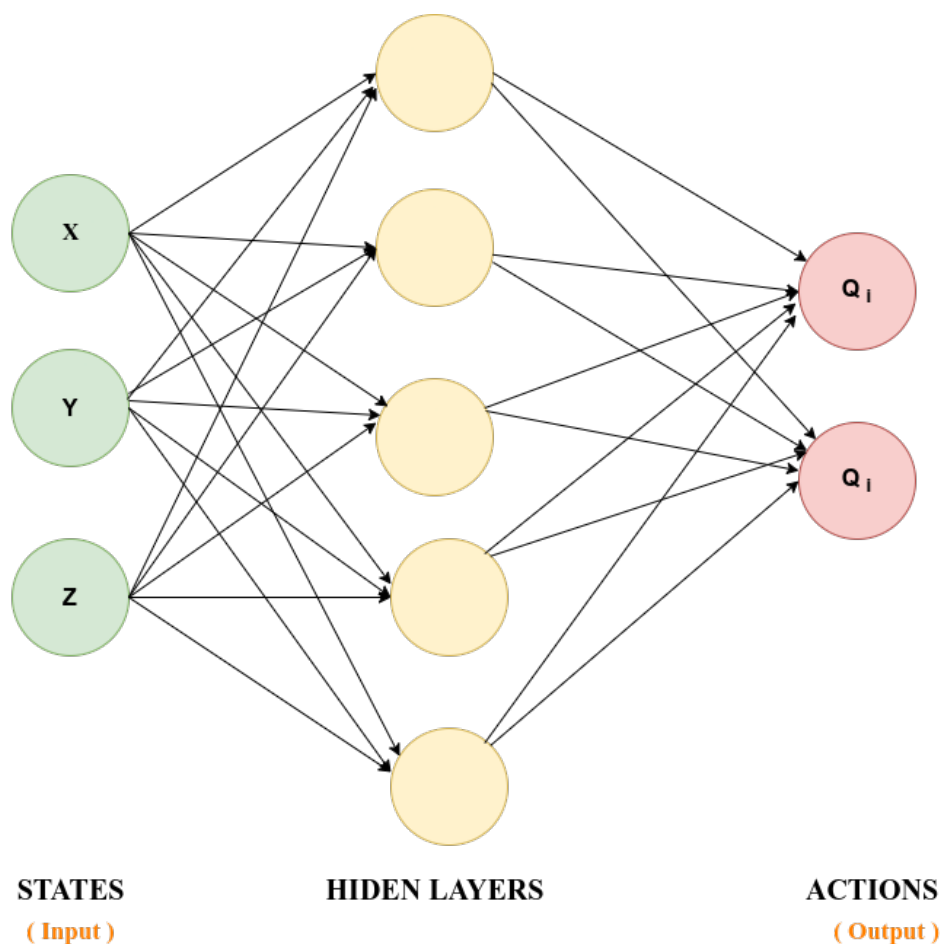 X
Y
Z
Q i
Q i
STATES
( Input )
HIDEN LAYERS
ACTIONS
( Output )